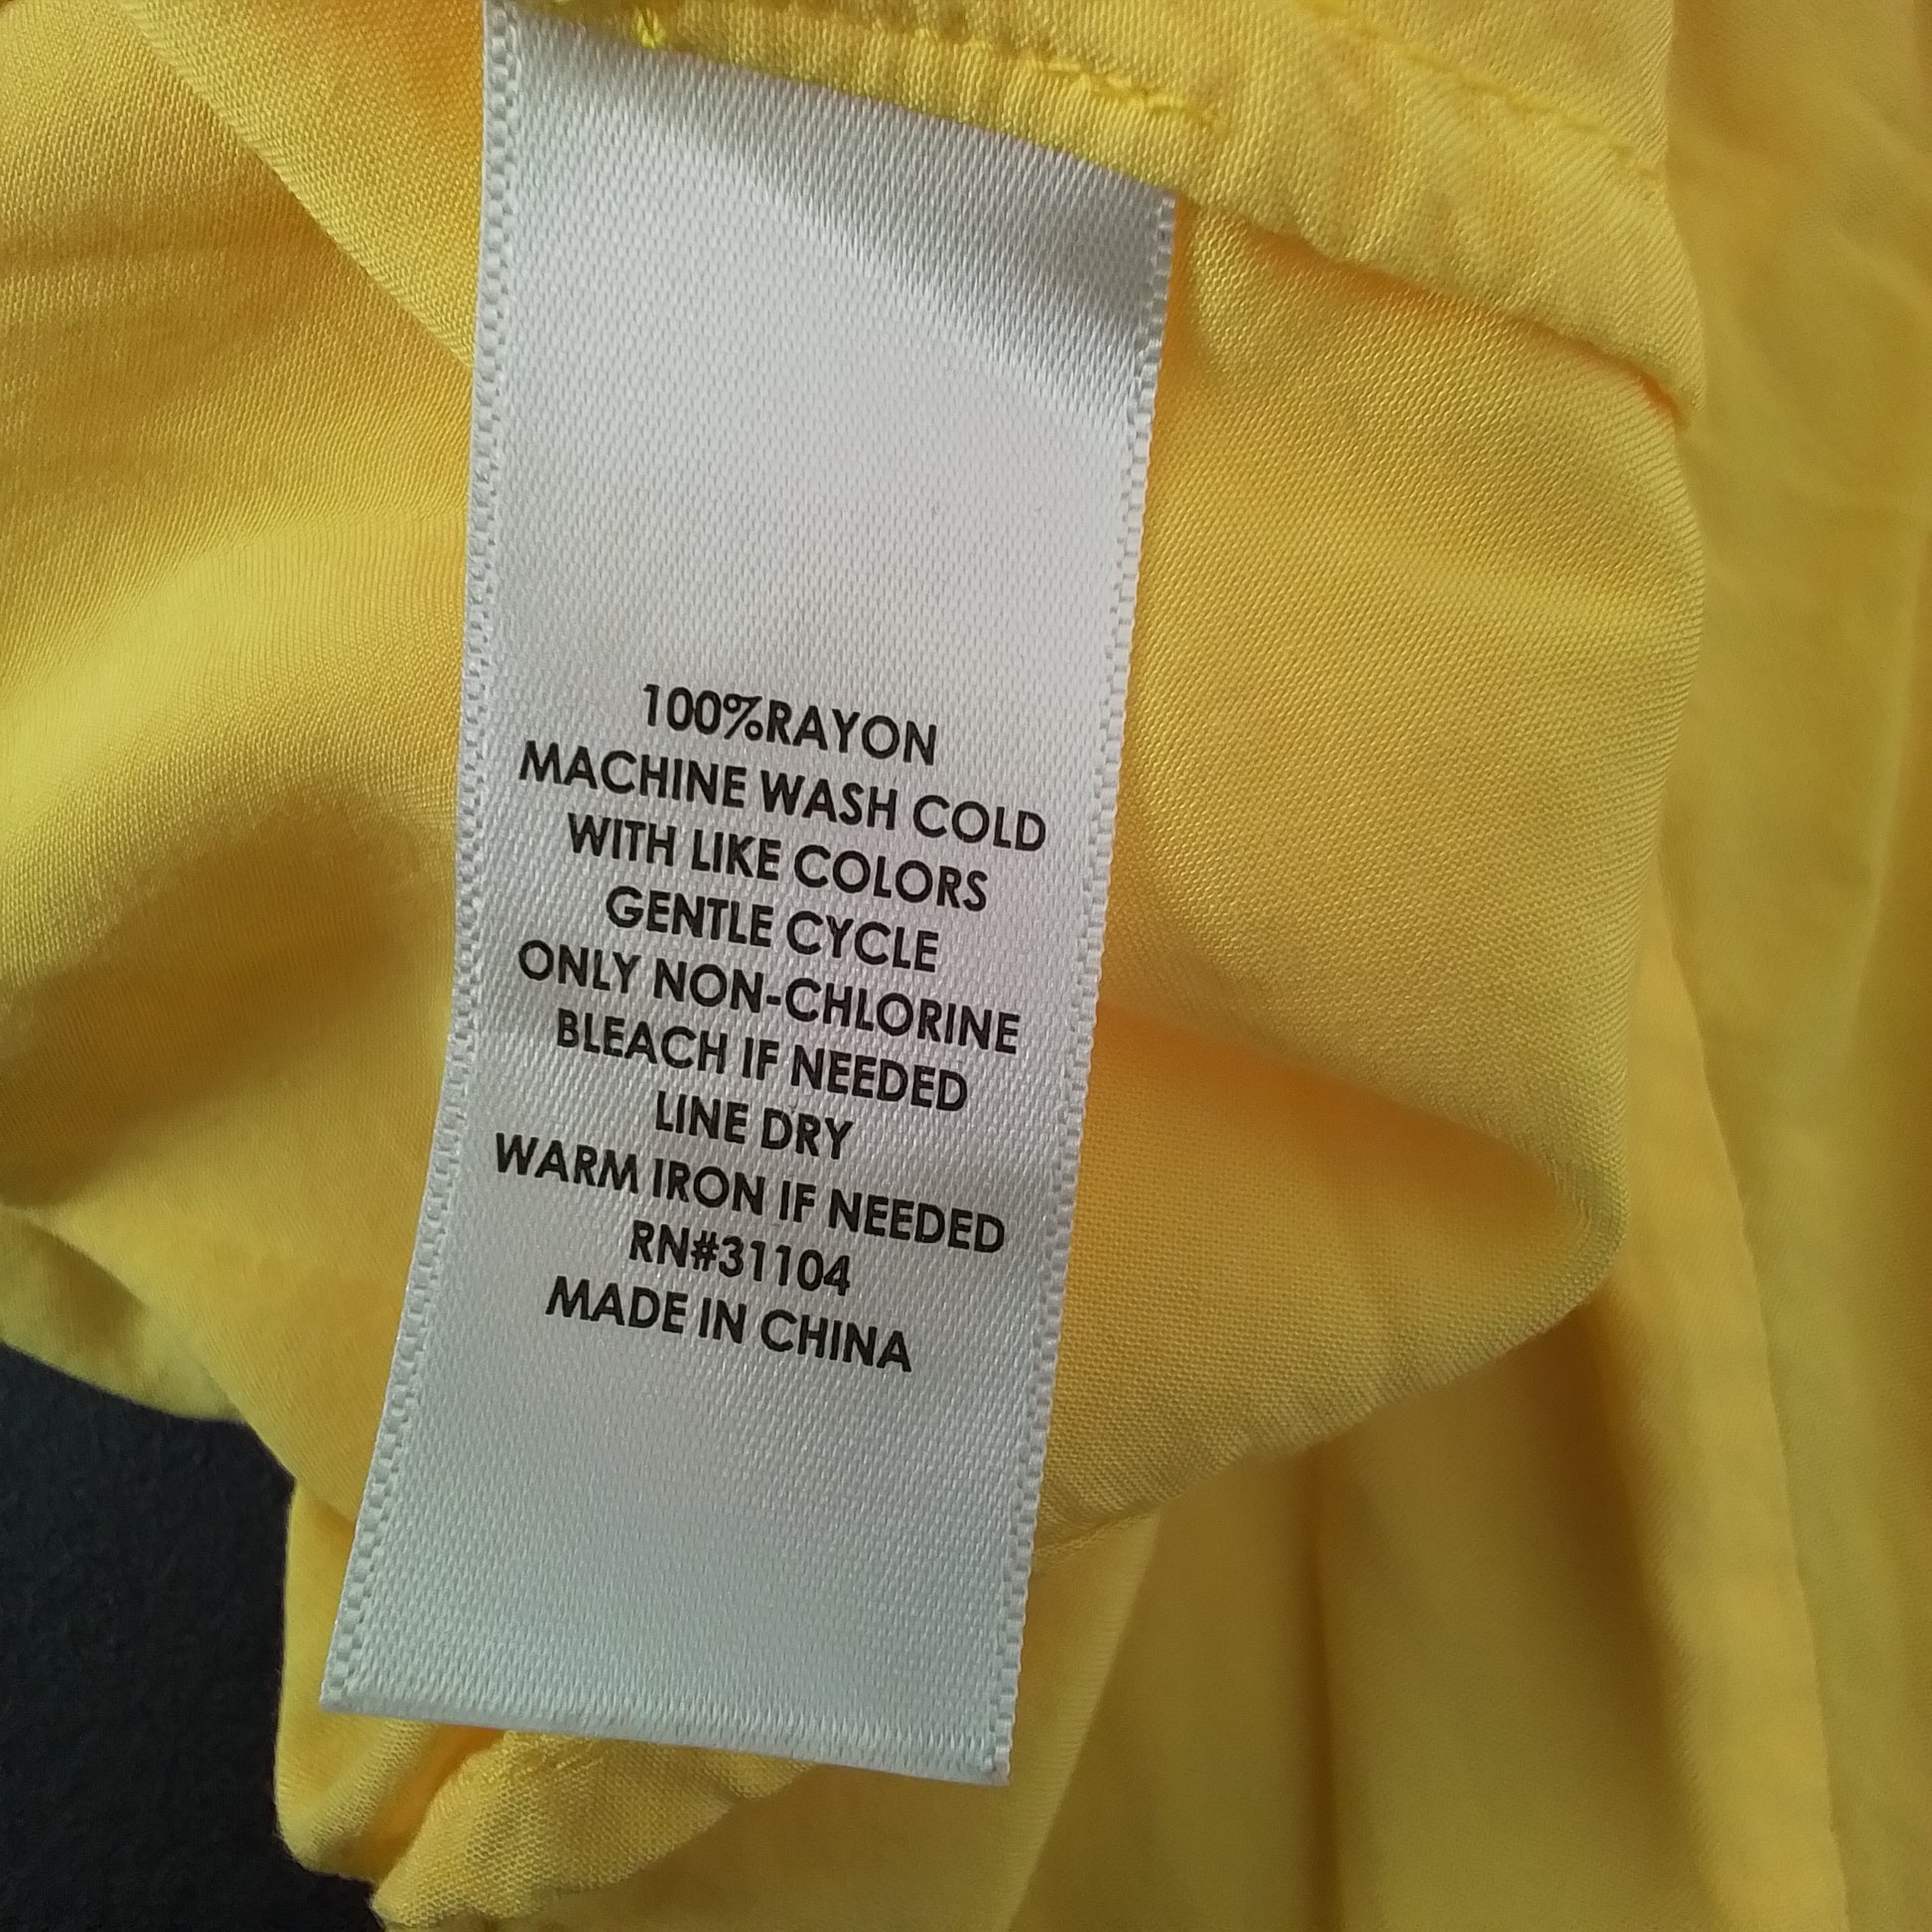 100%RAYON
MACHINE WASH COLD
WITH LIKE COLORS
GENTLE CYCLE
ONLY NON-CHLORINE
BLEACH IF NEEDED
LINE DRY
WARM IRON IF NEEDED
RN#31104
MADE IN CHINA